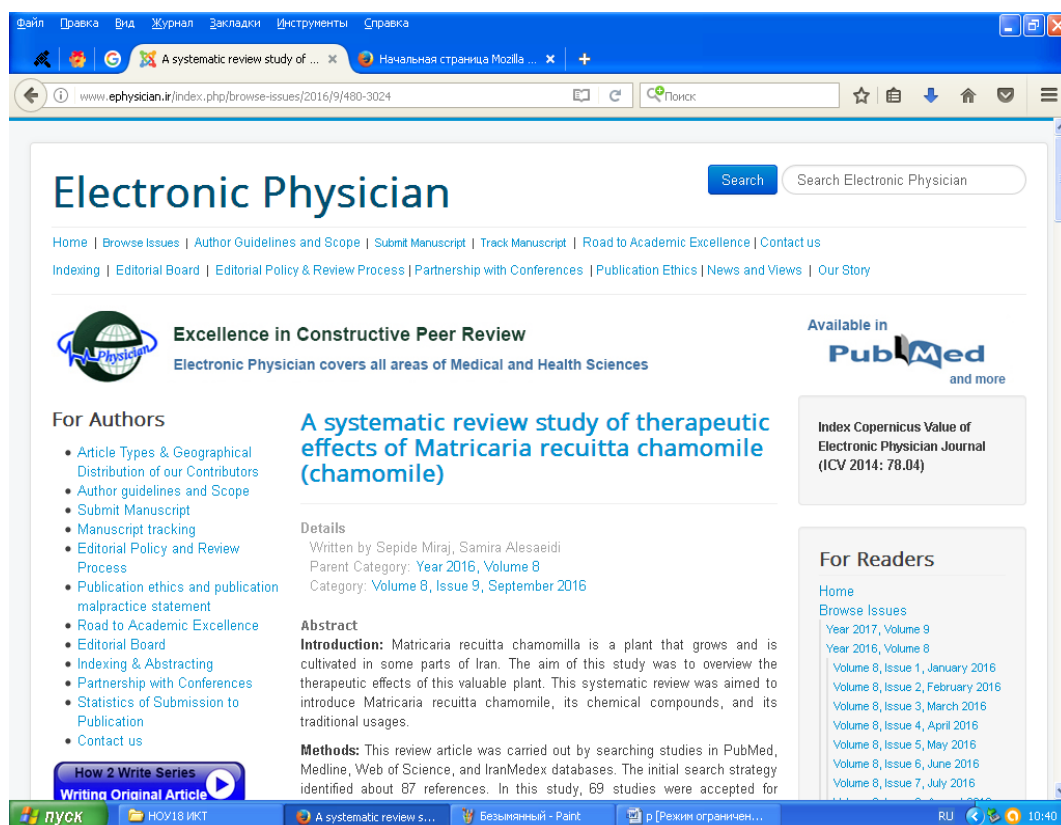 Файл Правка Вид Журнал Закладки Инструменты Справка
A systematic review study of ... Начальная страница Mozilla ...
www.ephysician.ir/index.php/browse-issues/2016/9/480-3024 Поиск
Electronic Physician
Search Search Electronic Physician
Home | Browse Issues | Author Guidelines and Scope | Submit Manuscript | Track Manuscript | Road to Academic Excellence | Contact us
Indexing | Editorial Board | Editorial Policy & Review Process | Partnership with Conferences | Publication Ethics | News and Views | Our Story
Physician
Excellence in Constructive Peer Review
Electronic Physician covers all areas of Medical and Health Sciences
Available in
PubMed
and more
For Authors
Article Types & Geographical
Distribution of our Contributors
Author guidelines and Scope
Submit Manuscript
Manuscript tracking
Editorial Policy and Review
Process
Publication ethics and publication
malpractice statement
Road to Academic Excellence
Editorial Board
Indexing & Abstracting
Partnership with Conferences
Statistics of Submission to
Publication
Contact us
How 2 Write Series
Writing Original Article
A systematic review study of therapeutic
effects of Matricaria recuitta chamomile
(chamomile)
Details
Written by Sepide Miraj, Samira Alesaeidi
Parent Category: Year 2016, Volume 8
Category: Volume 8, Issue 9, September 2016
Abstract
Introduction: Matricaria recuitta chamomilla is a plant that grows and is
cultivated in some parts of Iran. The aim of this study was to overview the
therapeutic effects of this valuable plant. This systematic review was aimed to
introduce Matricaria recuitta chamomile, its chemical compounds, and its
traditional usages.
Methods: This review article was carried out by searching studies in PubMed,
Medline, Web of Science, and IranMedex databases. The initial search strategy
identified about 87 references. In this study, 69 studies were accepted for
Index Copernicus Value of
Electronic Physician Journal
(ICV 2014: 78.04)
For Readers
Home
Browse Issues
Year 2017, Volume 9
Year 2016, Volume 8
Volume 8, Issue 1, January 2016
Volume 8, Issue 2, February 2016
Volume 8, Issue 3, March 2016
Volume 8, Issue 4, April 2016
Volume 8, Issue 5, May 2016
Volume 8, Issue 6, June 2016
Volume 8, Issue 7, July 2016
пуск НОУ18 ИКТ A systematic review s... Безымянный - Paint p [Режим ограничен... RU 10:40